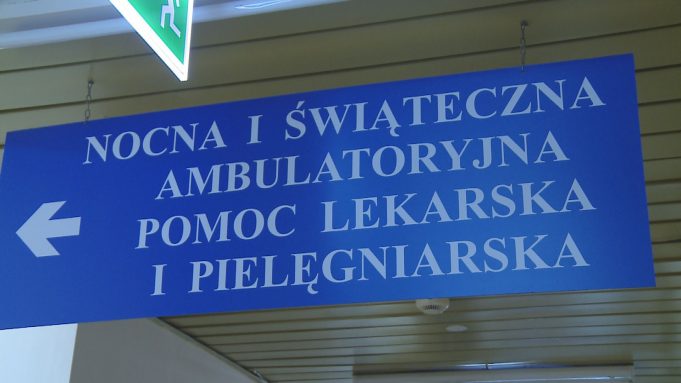 NOCNA I ŚWIĄTECZNA
AMBULATORYJNA
POMOC LEKARSKA
I PIELĘGNIARSKA